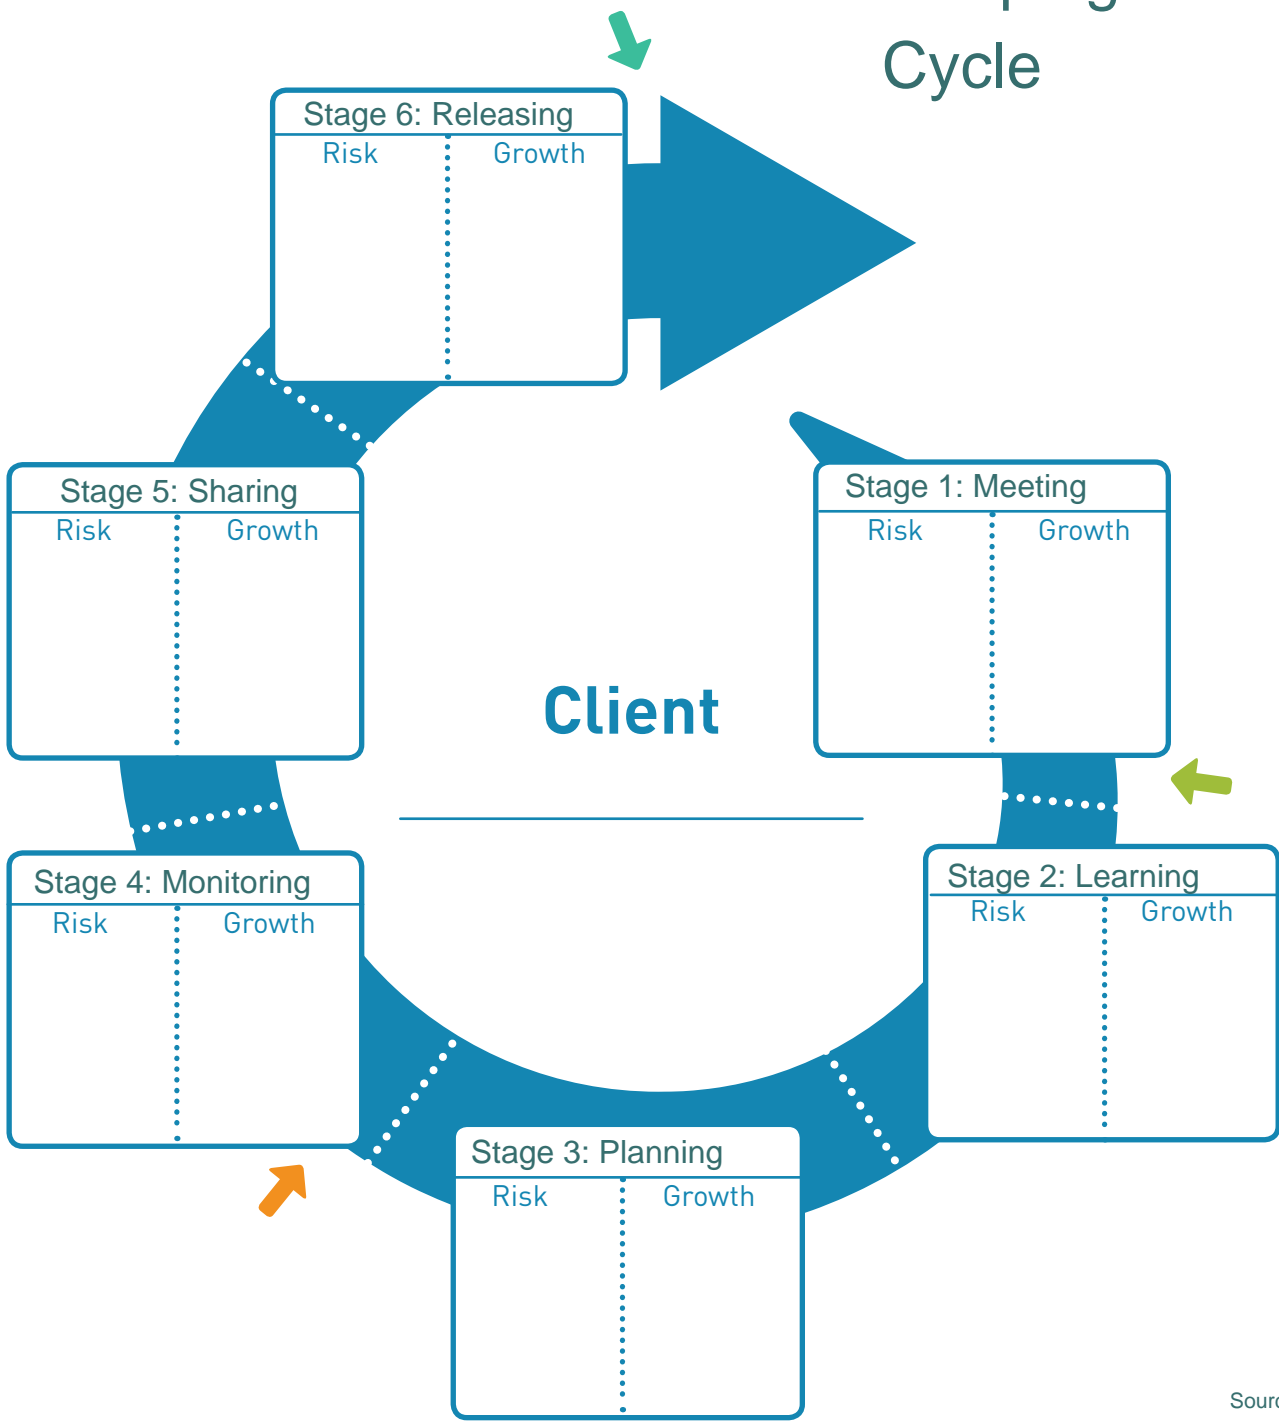 Cycle
Stage 6: Releasing
Risk Growth
Stage 5: Sharing
Risk Growth
Stage 1: Meeting
Risk Growth
Client
Stage 4: Monitoring
Risk Growth
Stage 2: Learning
Risk Growth
Stage 3: Planning
Risk Growth